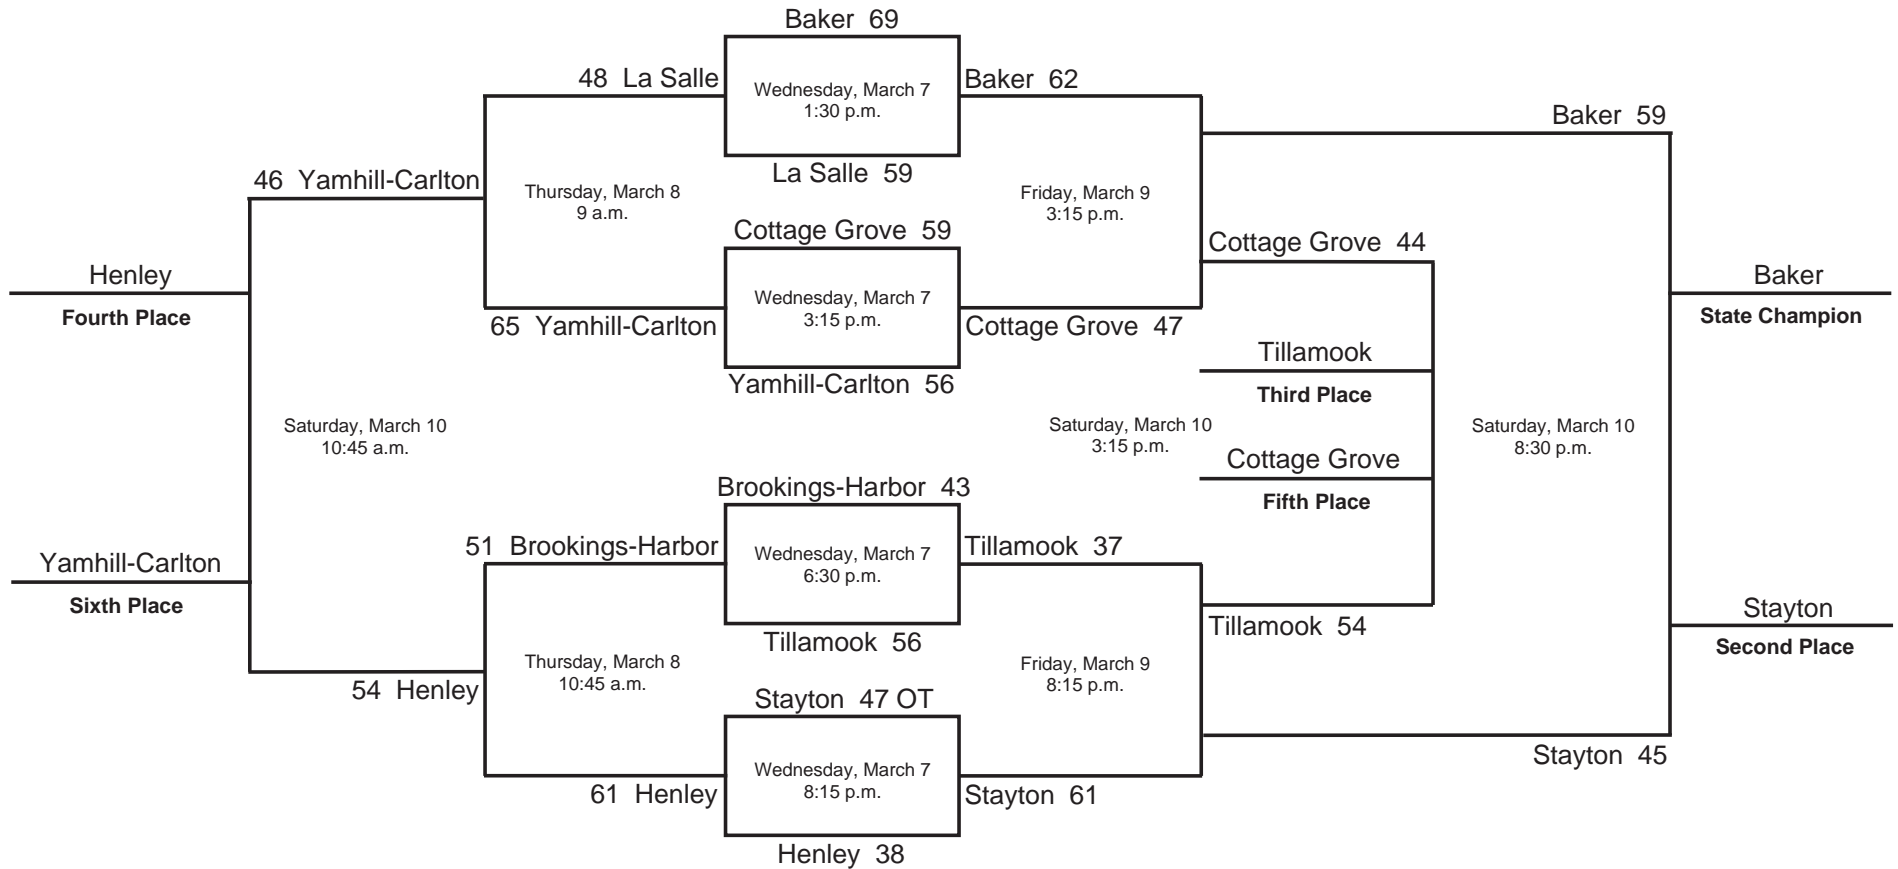 Baker 69
48 La Salle
Wednesday, March 7
1:30 p.m.
Baker 62
La Salle 59
Baker 59
46 Yamhill-Carlton
Thursday, March 8
9 a.m.
Friday, March 9
3:15 p.m.
Cottage Grove 59
Cottage Grove 44
Henley
Fourth Place
Wednesday, March 7
3:15 p.m.
Baker
State Champion
65 Yamhill-Carlton
Cottage Grove 47
Yamhill-Carlton 56
Tillamook
Third Place
Saturday, March 10
10:45 a.m.
Saturday, March 10
3:15 p.m.
Saturday, March 10
8:30 p.m.
Cottage Grove
Fifth Place
Brookings-Harbor 43
51 Brookings-Harbor
Wednesday, March 7
6:30 p.m.
Tillamook 37
Yamhill-Carlton
Sixth Place
Tillamook 56
Tillamook 54
Stayton
Second Place
Thursday, March 8
10:45 a.m.
Friday, March 9
8:15 p.m.
54 Henley
Stayton 47 OT
Stayton 45
61 Henley
Wednesday, March 7
8:15 p.m.
Stayton 61
Henley 38